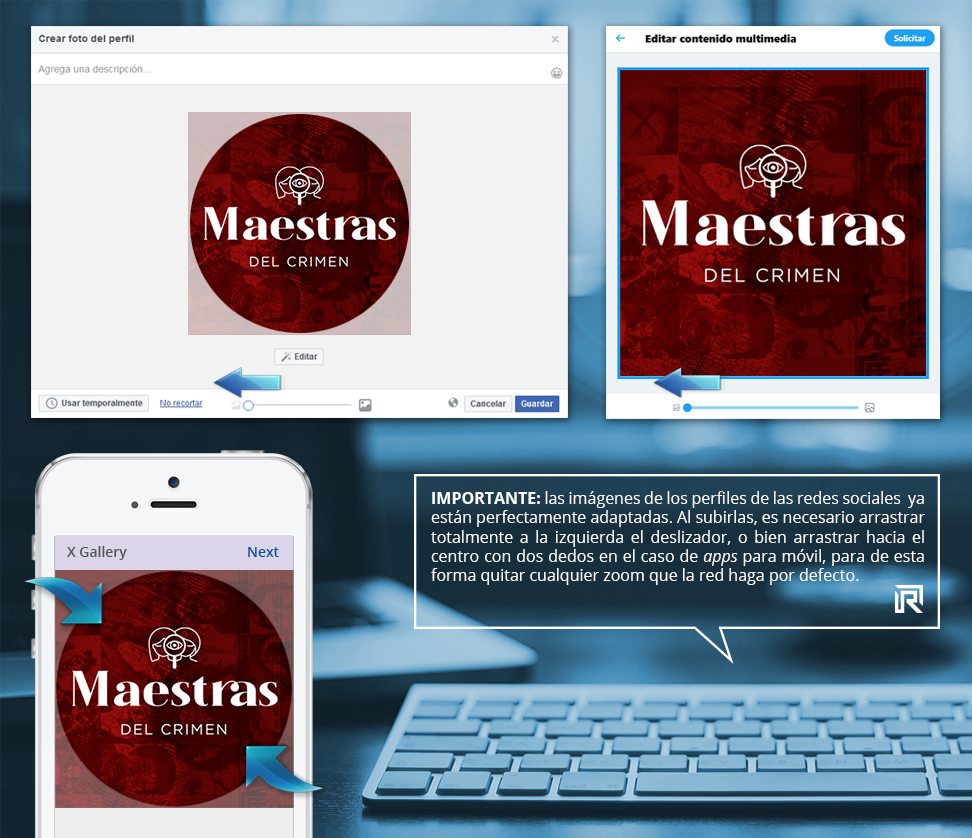 Crear foto del perfil
Agrega una descripción...
Maestras
DEL CRIMEN
Editar
Usar temporalmente
No recortar
Cancelar
Guardar
Editar contenido multimedia
Solicitar
Maestras
DEL CRIMEN
X Gallery
Next
Maestras
DEL CRIMEN
IMPORTANTE: las imágenes de los perfiles de las redes sociales ya
están perfectamente adaptadas. Al subirlas, es necesario arrastrar
totalmente a la izquierda el deslizador, o bien arrastrar hacia el
centro con dos dedos en el caso de apps para móvil, para de esta
forma quitar cualquier zoom que la red haga por defecto.